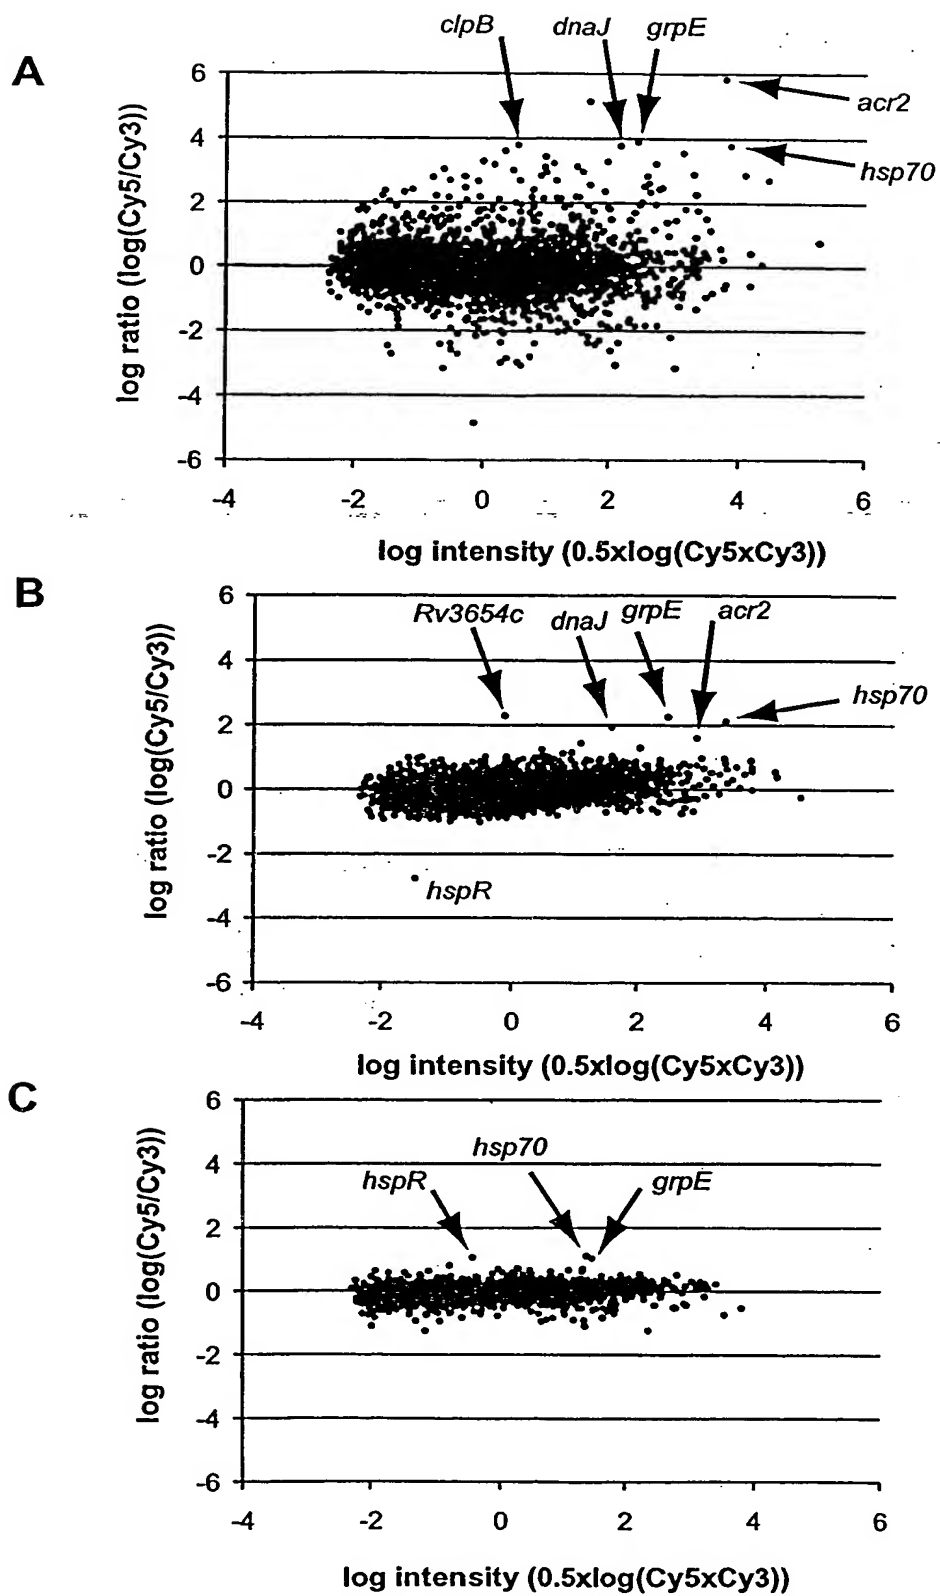 A
clpB
dnaJ
grpE
acr2
hsp70
log ratio (log(Cy5/Cy3))
6
4
2
0
-2
-4
-6
-4 -2 0 2 4 6
log intensity (0.5xlog(Cy5xCy3))
B
Rv3654c
dnaJ
grpE
acr2
hsp70
hspR
log ratio (log(Cy5/Cy3))
6
4
2
0
-2
-4
-6
-4 -2 0 2 4 6
log intensity (0.5xlog(Cy5xCy3))
C
hspR
hsp70
grpE
log ratio (log(Cy5/Cy3))
6
4
2
0
-2
-4
-6
-4 -2 0 2 4 6
log intensity (0.5xlog(Cy5xCy3))